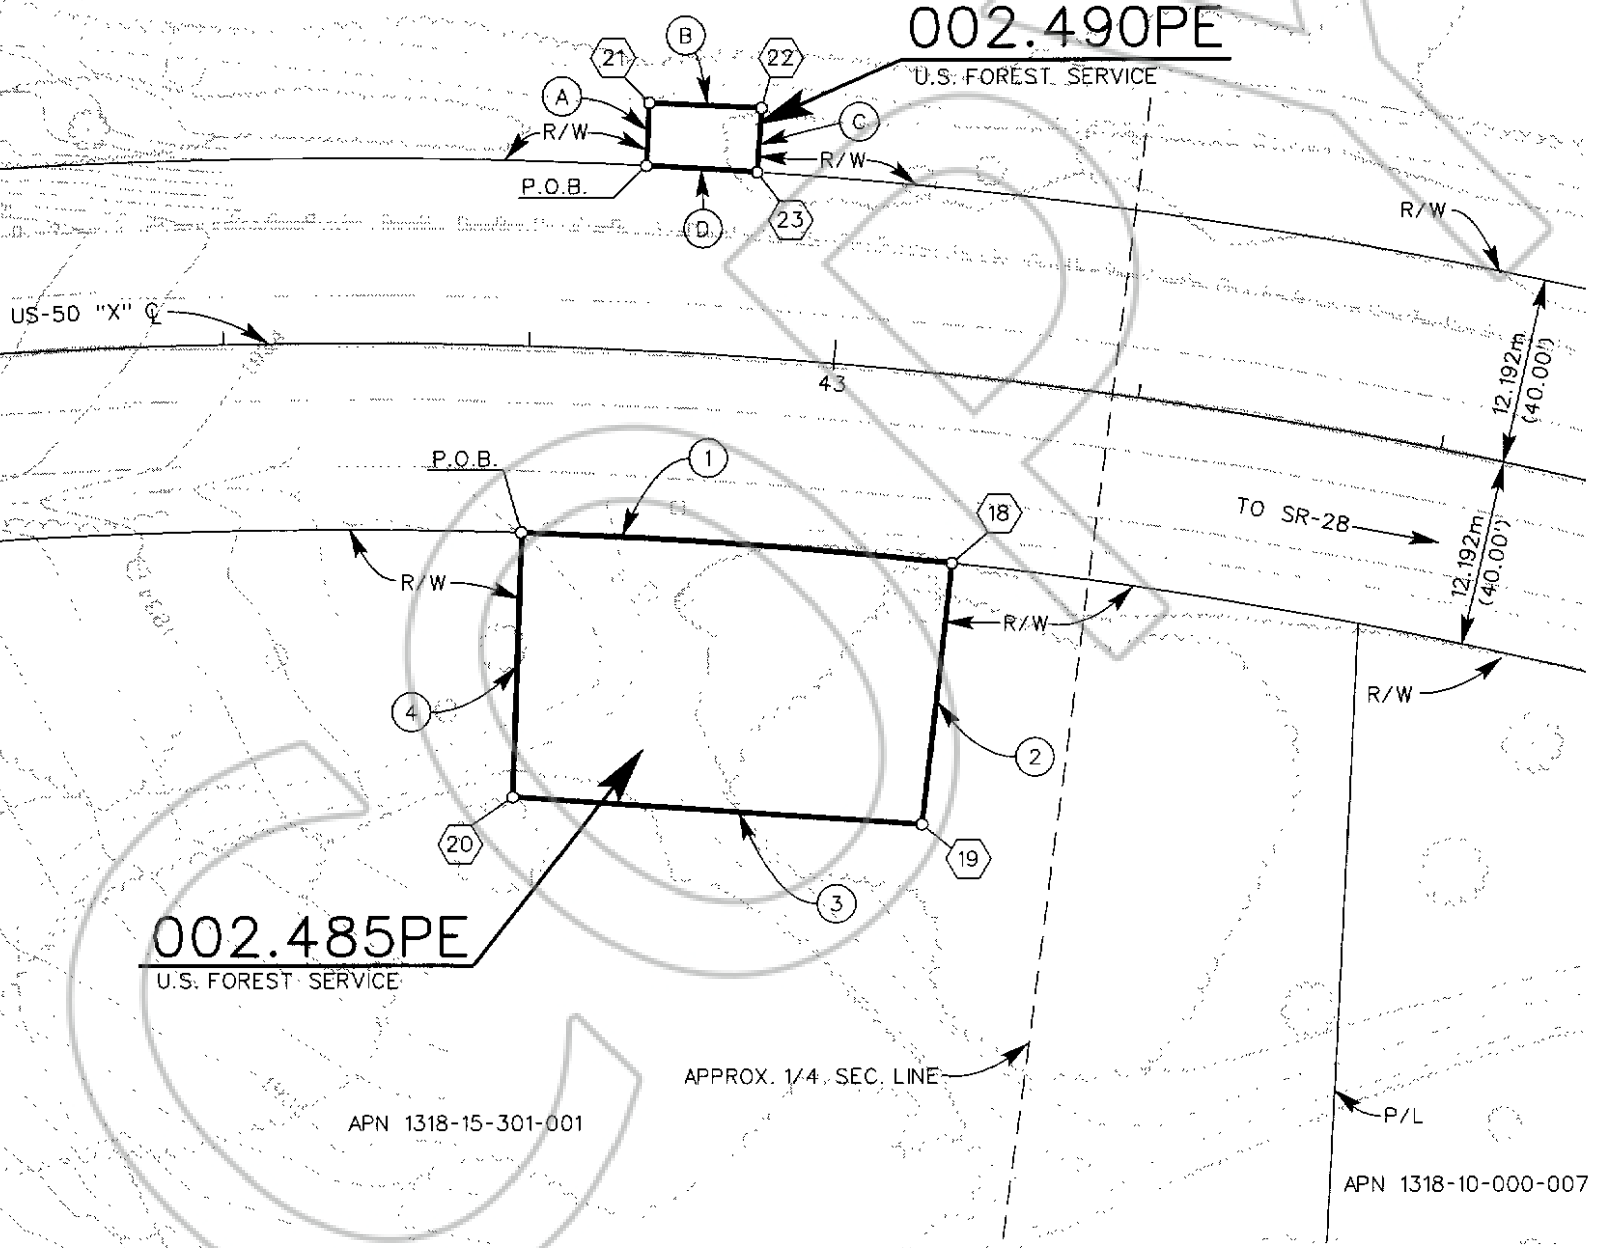 002.490PE
U.S. FOREST SERVICE
B
21
22
A
C
R/W
R/W
P.O.B.
D
23
R/W
US-50 "X" ℄
43
12.192m
(40.00')
P.O.B.
1
18
TO SR-28
12.192m
(40.00')
R/W
R/W
R/W
4
2
20
19
3
002.485PE
U.S. FOREST SERVICE
APPROX. 1/4 SEC. LINE
APN 1318-15-301-001
P/L
APN 1318-10-000-007